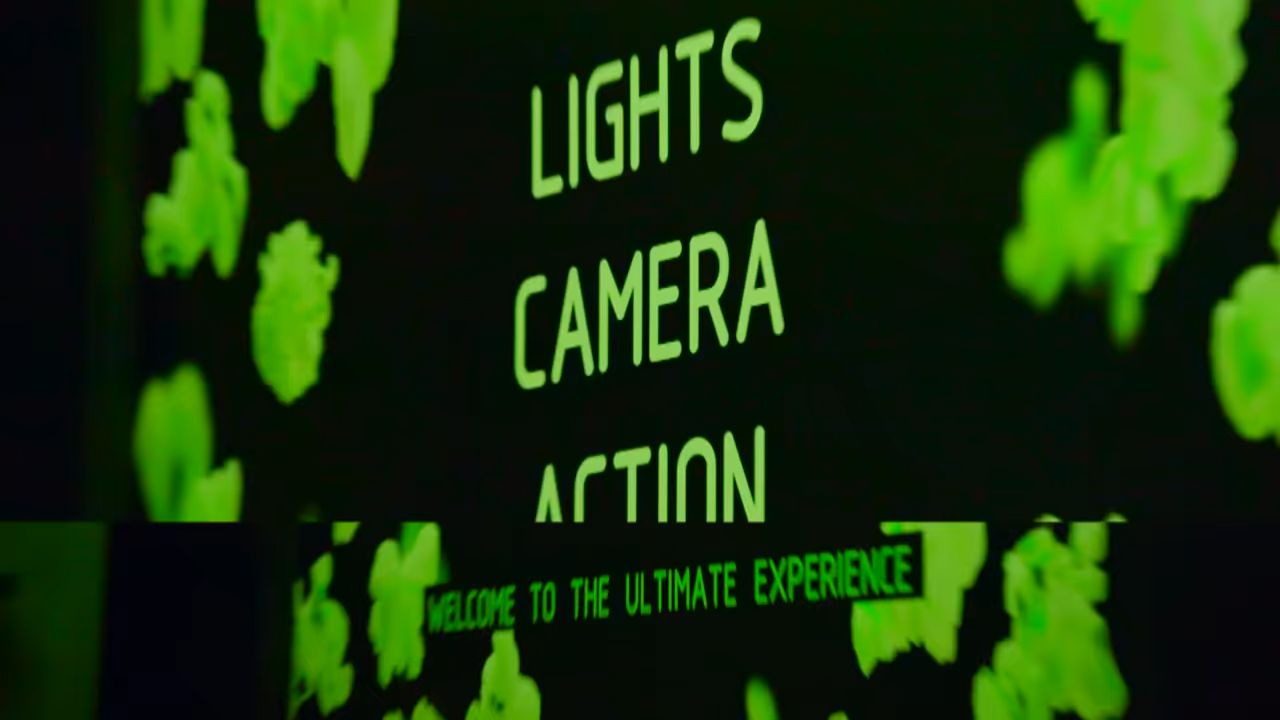 LIGHTS
CAMERA
ACTION
WELCOME TO THE ULTIMATE EXPERIENCE